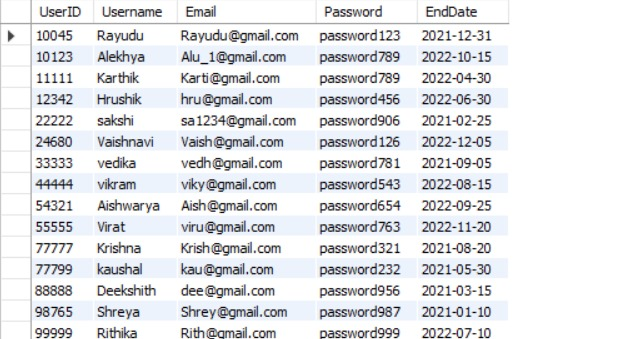 UserID Username Email Password EndDate
10045 Rayudu Rayudu@gmail.com password123 2021-12-31
10123 Alekhya Alu_1@gmail.com password789 2022-10-15
11111 Karthik Karti@gmail.com password789 2022-04-30
12342 Hrushik hru@gmail.com password456 2022-06-30
22222 sakshi sa1234@gmail.com password906 2021-02-25
24680 Vaishnavi Vaish@gmail.com password126 2022-12-05
33333 vedika vedh@gmail.com password781 2021-09-05
44444 vikram viky@gmail.com password543 2022-08-15
54321 Aishwarya Aish@gmail.com password654 2022-09-25
55555 Virat viru@gmail.com password763 2022-11-20
77777 Krishna Krish@gmail.com password321 2021-08-20
77799 kaushal kau@gmail.com password232 2021-05-30
88888 Deekshith dee@gmail.com password956 2021-03-15
98765 Shreya Shrey@gmail.com password987 2021-01-10
99999 Rithika Rith@gmail.com password999 2022-07-10